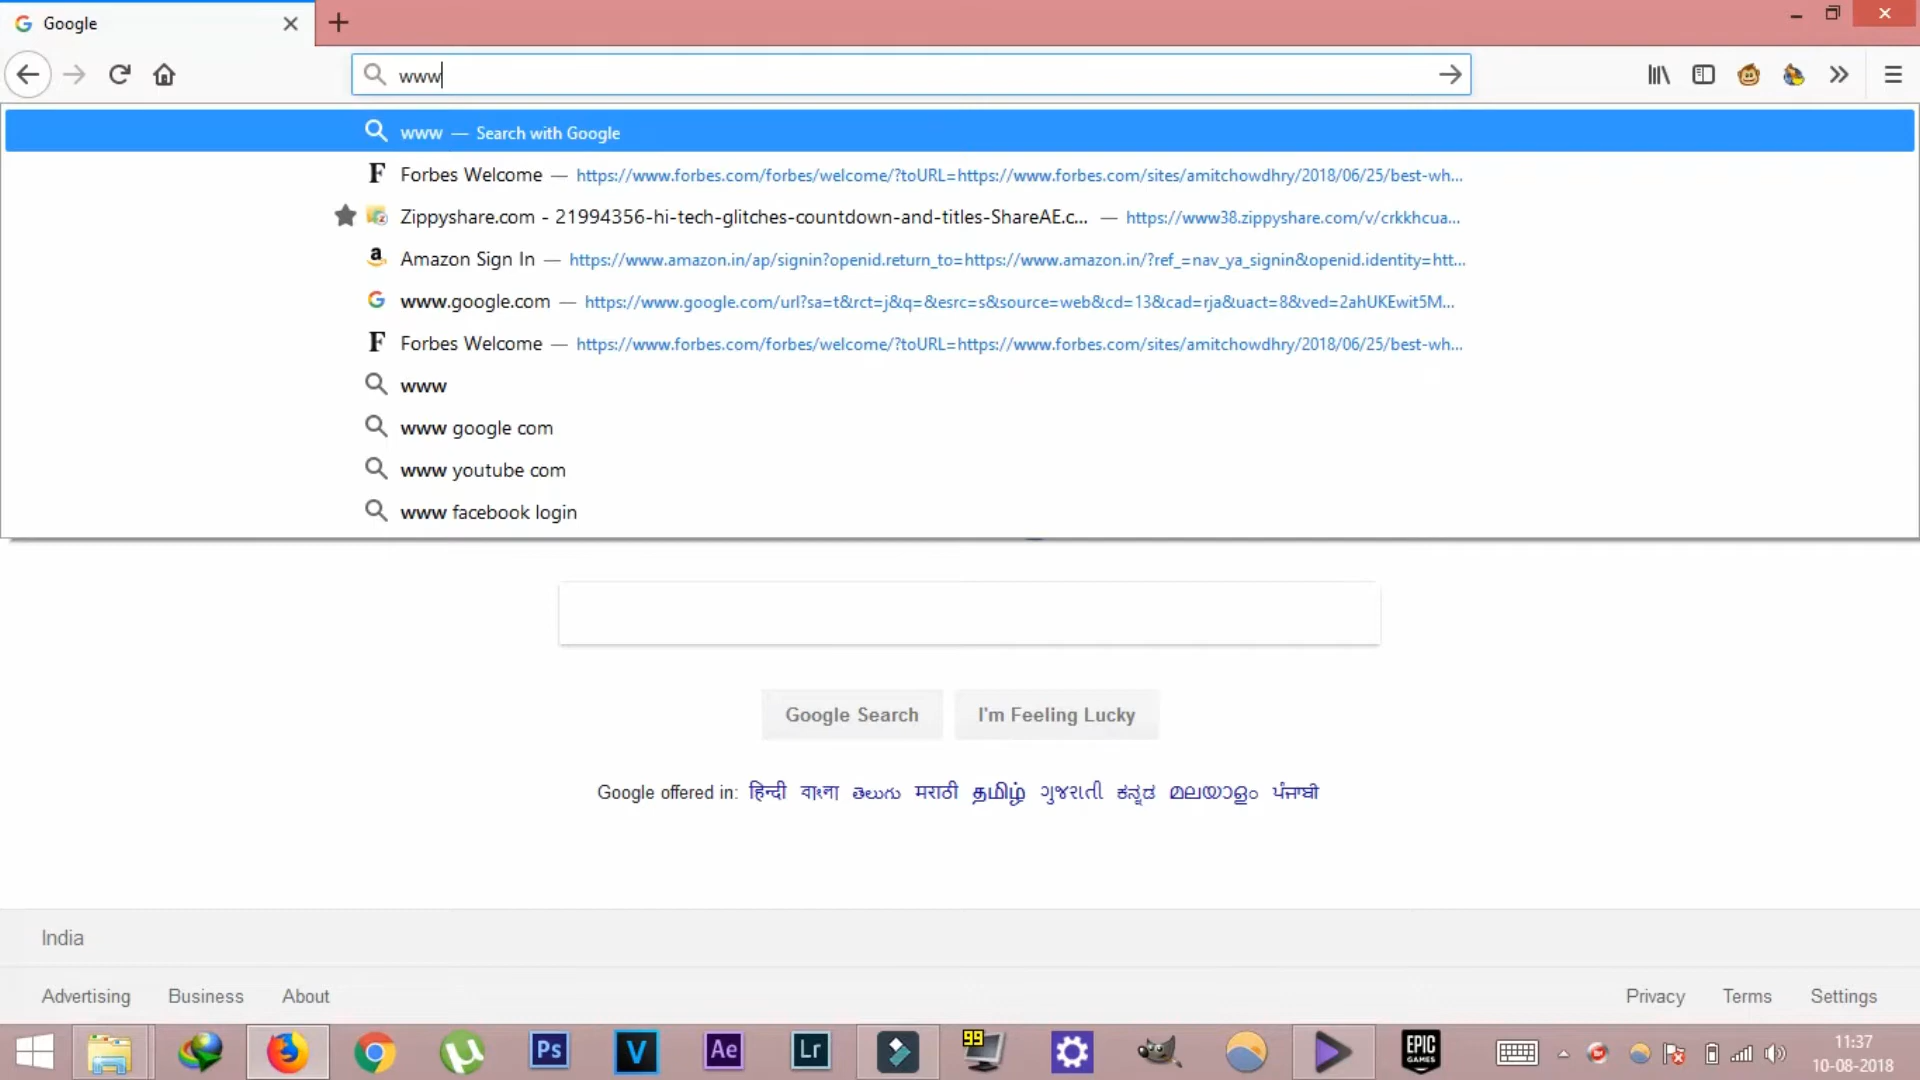 Google
www
www — Search with Google
Forbes Welcome — https://www.forbes.com/forbes/welcome/?toURL=https://www.forbes.com/sites/amitchowdhry/2018/06/25/best-wh...
Zippyshare.com - 21994356-hi-tech-glitches-countdown-and-titles-ShareAE.c... — https://www38.zippyshare.com/v/crkkhcua...
Amazon Sign In — https://www.amazon.in/ap/signin?openid.return_to=https://www.amazon.in/?ref_=nav_ya_signin&openid.identity=htt...
www.google.com — https://www.google.com/url?sa=t&rct=j&q=&esrc=s&source=web&cd=13&cad=rja&uact=8&ved=2ahUKEwit5M...
Forbes Welcome — https://www.forbes.com/forbes/welcome/?toURL=https://www.forbes.com/sites/amitchowdhry/2018/06/25/best-wh...
www
www google com
www youtube com
www facebook login
Google Search I'm Feeling Lucky
Google offered in: हिन्दी বাংলা తెలుగు मराठी தமிழ் ગુજરાતી ಕನ್ನಡ മലയാളം ਪੰਜਾਬੀ
India
Advertising Business About Privacy Terms Settings
Ps V Ae Lr 99 EPIC GAMES 11:37
10-08-2018